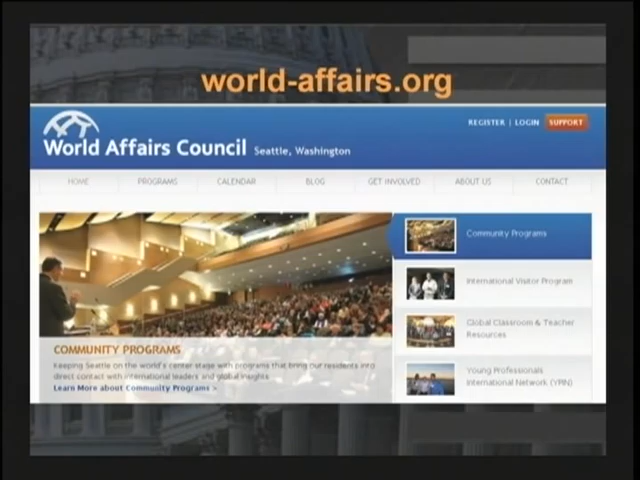 world-affairs.org
REGISTER | LOGIN SUPPORT
World Affairs Council Seattle, Washington
HOME PROGRAMS CALENDAR BLOG GET INVOLVED ABOUT US CONTACT
Community Programs
International Visitor Program
Global Classroom & Teacher
Resources
Young Professionals
International Network (YPIN)
COMMUNITY PROGRAMS
Keeping Seattle on the world's center stage with programs that bring our residents into
direct contact with international leaders and global insights.
Learn More about Community Programs >